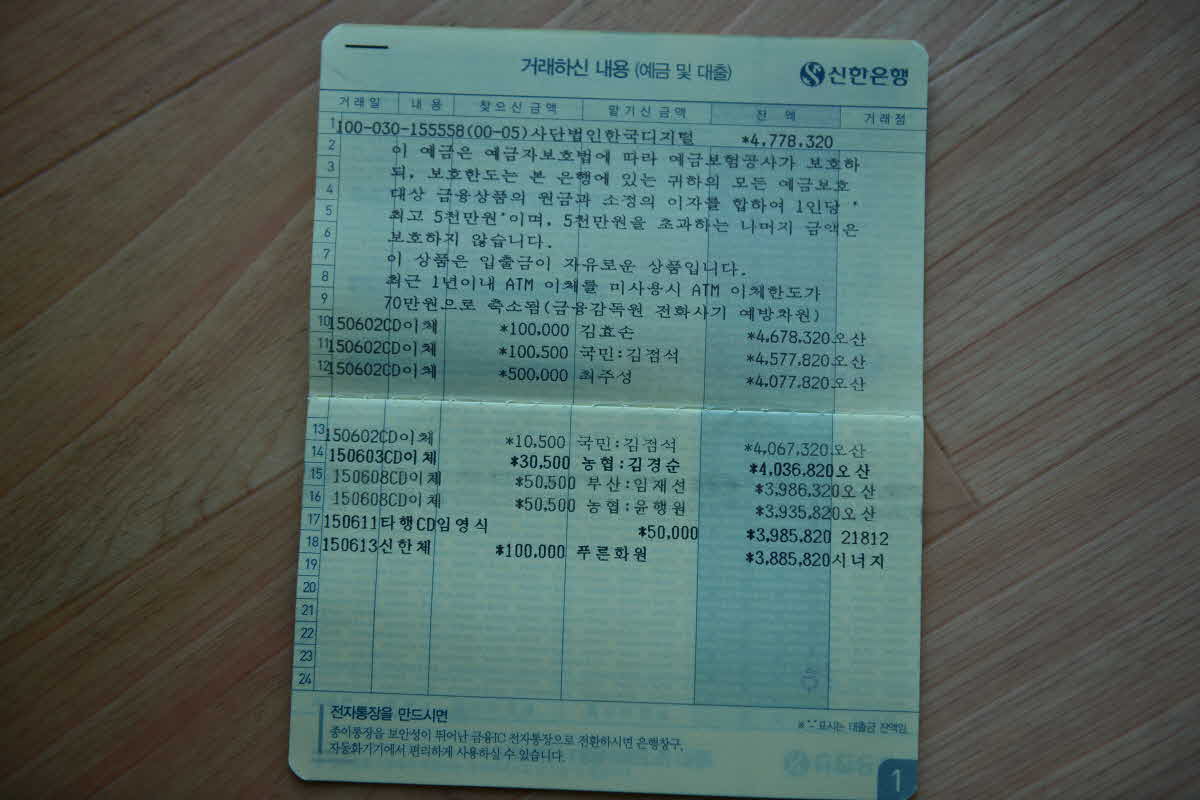 거래하신 내용 (예금 및 대출) 신한은행
거래일 내용 찾으신금액 맡기신금액 잔액 거래점
1 100-030-155558(00-05)사단법인한국디지털 *4,778,320
2 이 예금은 예금자보호법에 따라 예금보험공사가 보호하
3 되, 보호한도는 본 은행에 있는 귀하의 모든 예금보호
4 대상 금융상품의 원금과 소정의 이자를 합하여 1인당 "
5 최고 5천만원"이며, 5천만원을 초과하는 나머지 금액은
6 보호하지 않습니다.
7 이 상품은 입출금이 자유로운 상품입니다.
8 최근 1년이내 ATM 이체를 미사용시 ATM 이체한도가
9 70만원으로 축소됨(금융감독원 전화사기 예방차원)
10 150602CD이체 *100,000 김효손 *4,678,320오산
11 150602CD이체 *100,500 국민:김점석 *4,577,820오산
12 150602CD이체 *500,000 최주성 *4,077,820오산
13 150602CD이체 *10,500 국민:김점석 *4,067,320오산
14 150603CD이체 *30,500 농협:김경순 *4,036,820오산
15 150608CD이체 *50,500 부산:임재선 *3,986,320오산
16 150608CD이체 *50,500 농협:윤행원 *3,935,820오산
17 150611타행CD임영식 *50,000 *3,985,820 21812
18 150613신한체 *100,000 푸른화원 *3,885,820시너지
19
20
21
22
23
24
전자통장을 만드시면
종이통장을 보안성이 뛰어난 금융IC 전자통장으로 전환하시면 은행창구,
자동화기기에서 편리하게 사용하실 수 있습니다.
※ "-"표시는 대출금 잔액임.
1